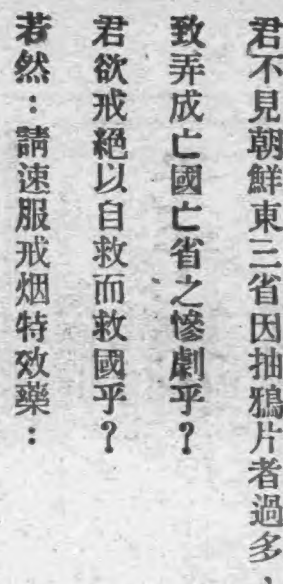 君不見朝鮮東三省因抽鴉片者過多，
致弄成亡國亡省之慘劇乎？
君欲戒絕以自救而救國乎？
若然：請速服戒烟特效藥：